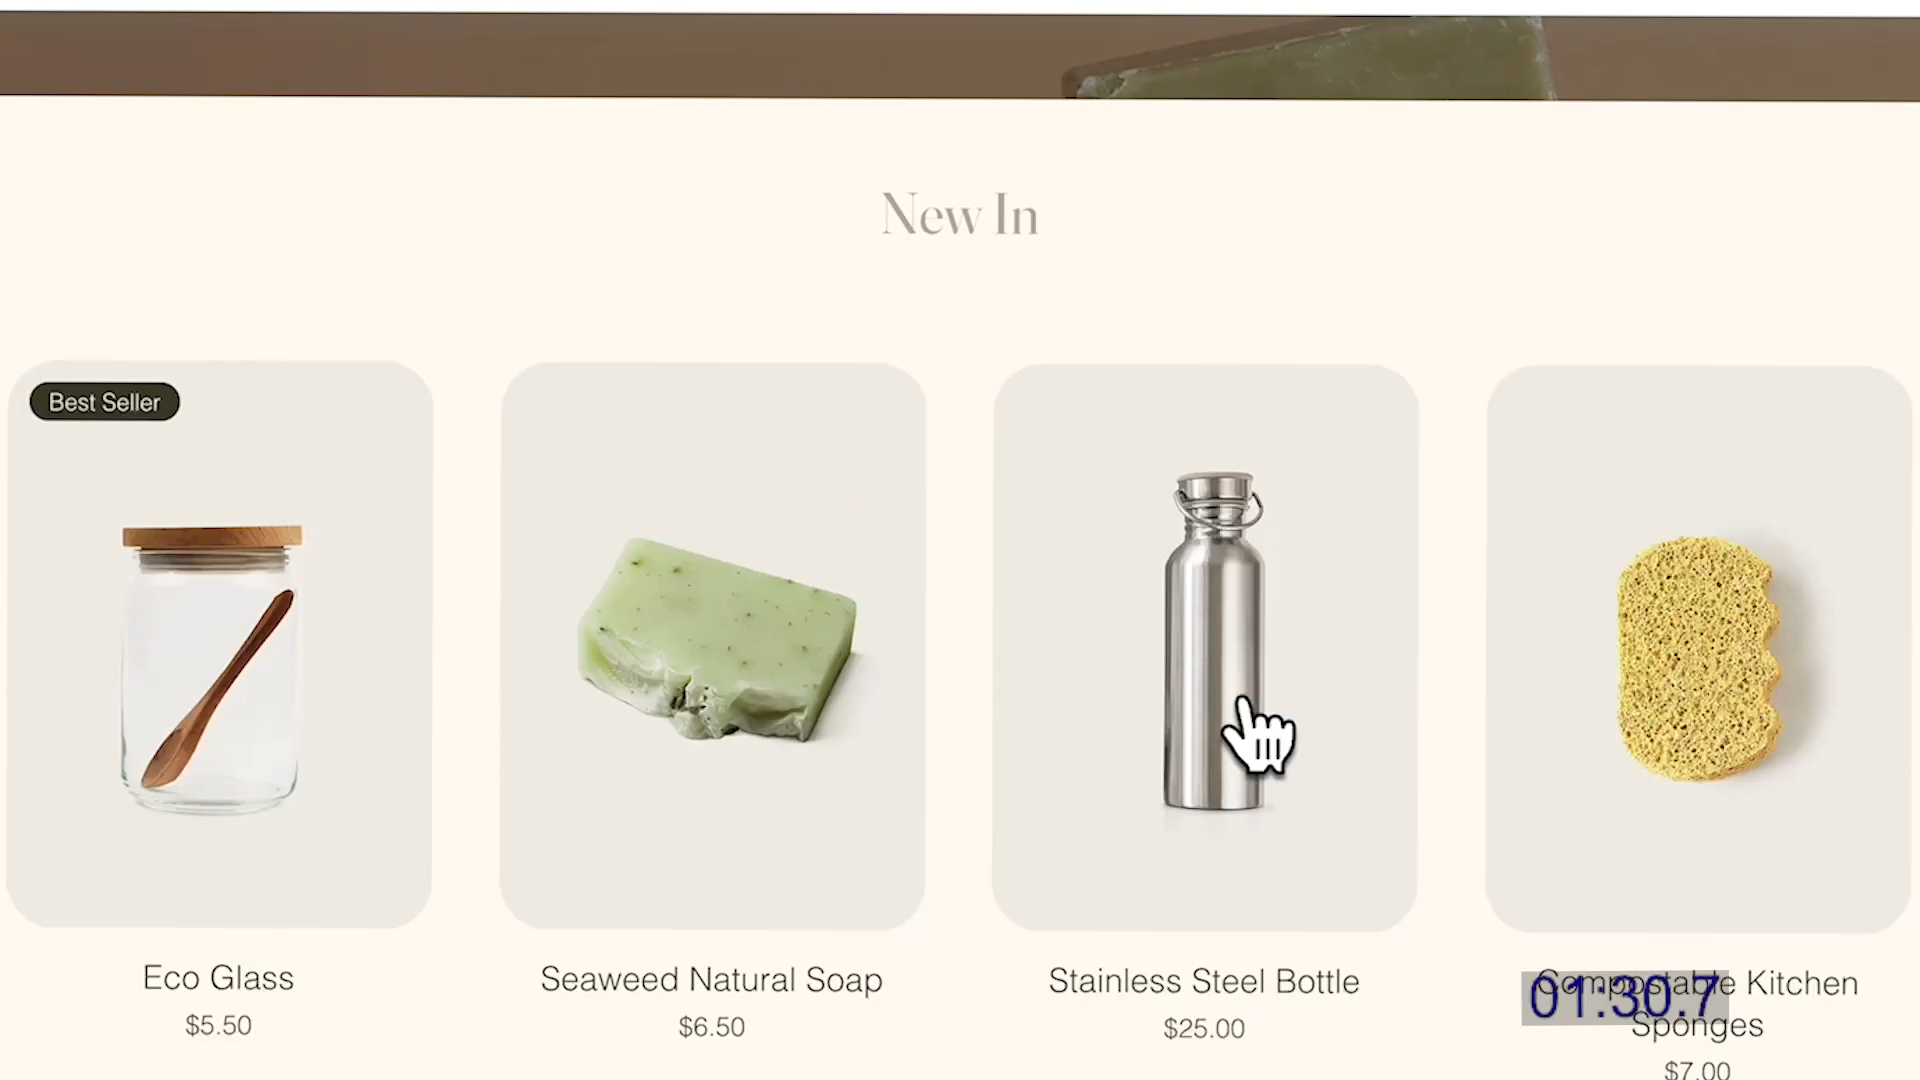 New In
Best Seller
Eco Glass
$5.50
Seaweed Natural Soap
$6.50
Stainless Steel Bottle
$25.00
Compostable Kitchen
Sponges
$7.00
01:30.7